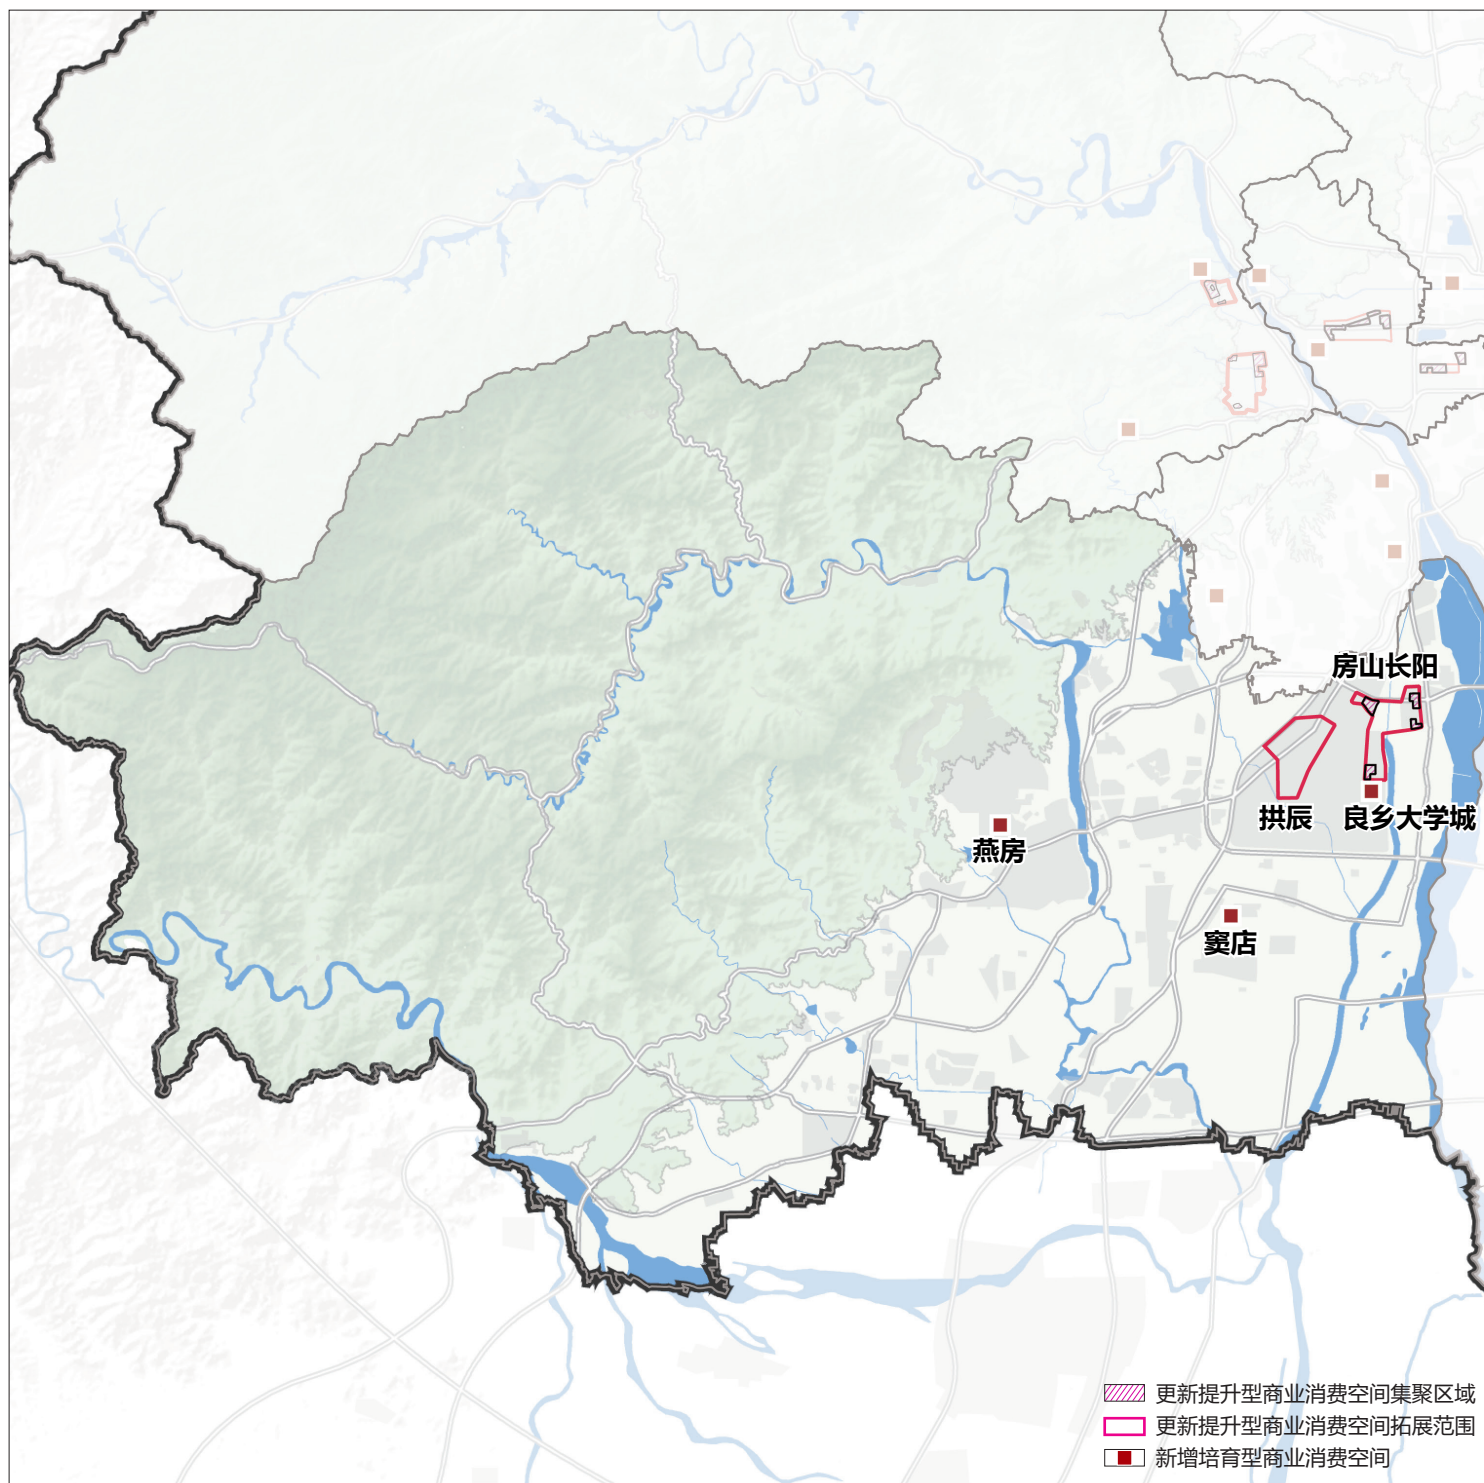 房山长阳
拱辰
良乡大学城
燕房
窦店
更新提升型商业消费空间集聚区域
更新提升型商业消费空间拓展范围
新增培育型商业消费空间